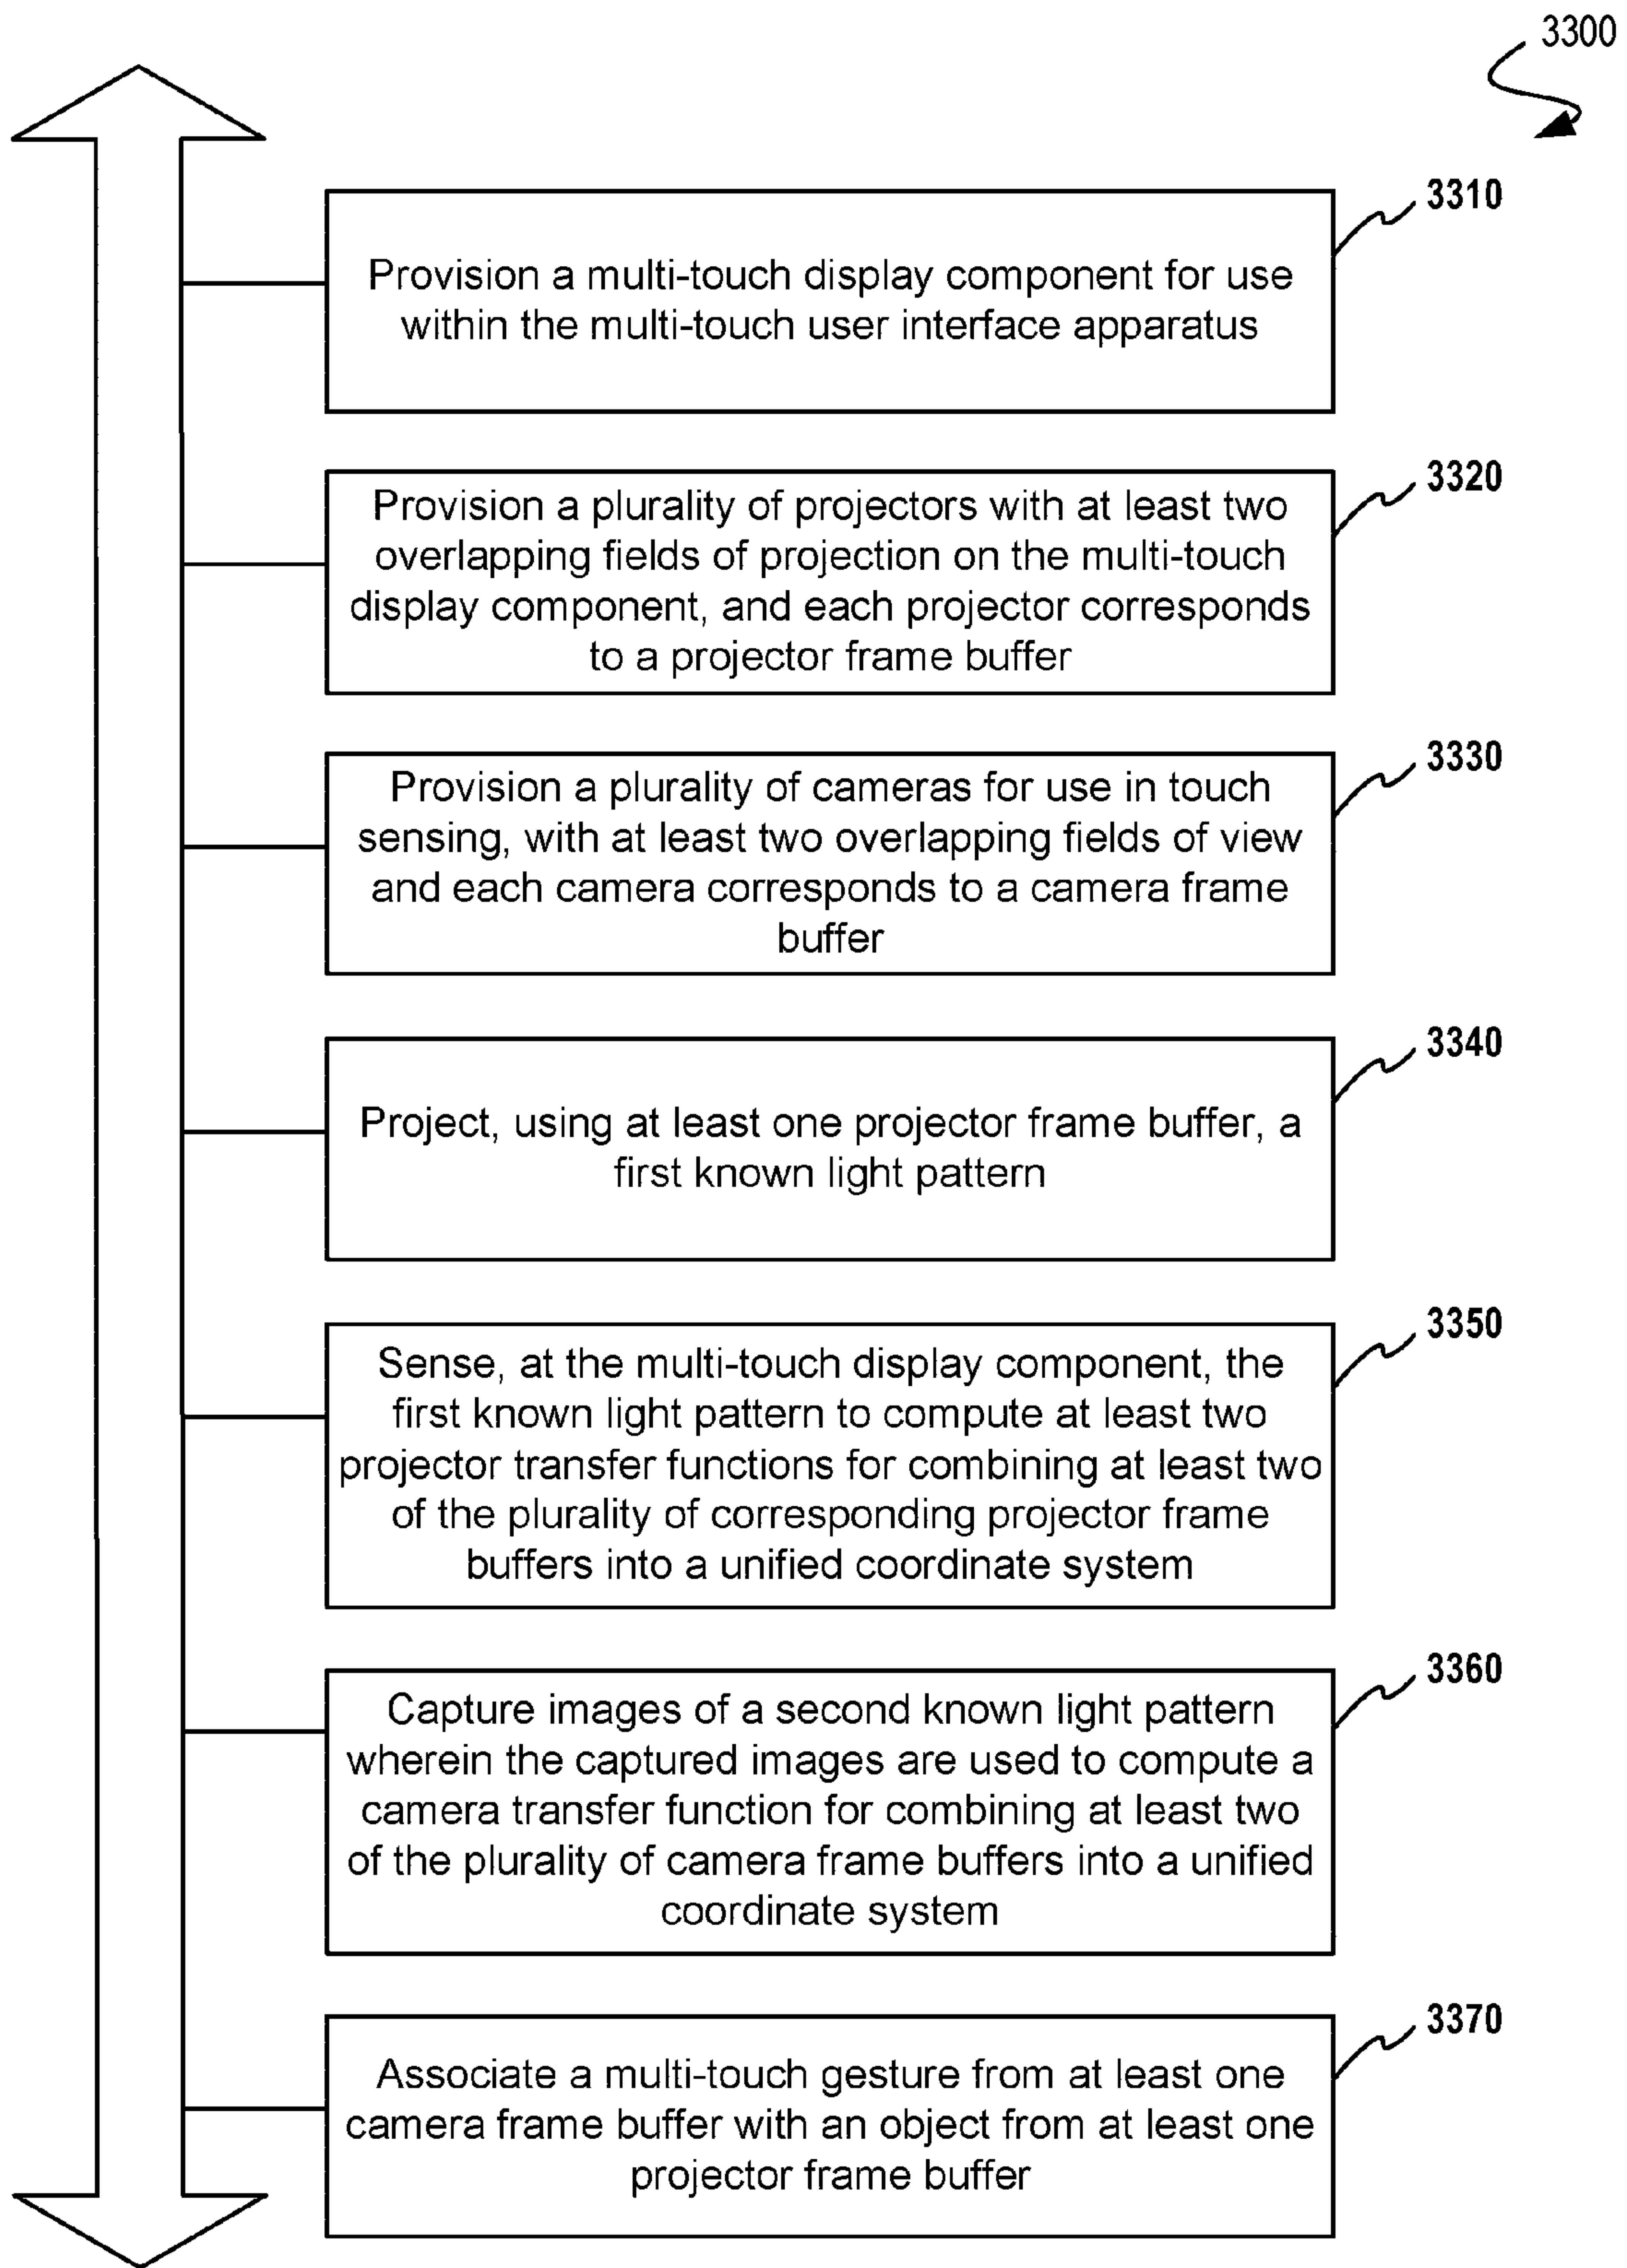 3300
3310
Provision a multi-touch display component for use
within the multi-touch user interface apparatus
3320
Provision a plurality of projectors with at least two
overlapping fields of projection on the multi-touch
display component, and each projector corresponds
to a projector frame buffer
3330
Provision a plurality of cameras for use in touch
sensing, with at least two overlapping fields of view
and each camera corresponds to a camera frame
buffer
3340
Project, using at least one projector frame buffer, a
first known light pattern
3350
Sense, at the multi-touch display component, the
first known light pattern to compute at least two
projector transfer functions for combining at least two
of the plurality of corresponding projector frame
buffers into a unified coordinate system
3360
Capture images of a second known light pattern
wherein the captured images are used to compute a
camera transfer function for combining at least two
of the plurality of camera frame buffers into a unified
coordinate system
3370
Associate a multi-touch gesture from at least one
camera frame buffer with an object from at least one
projector frame buffer